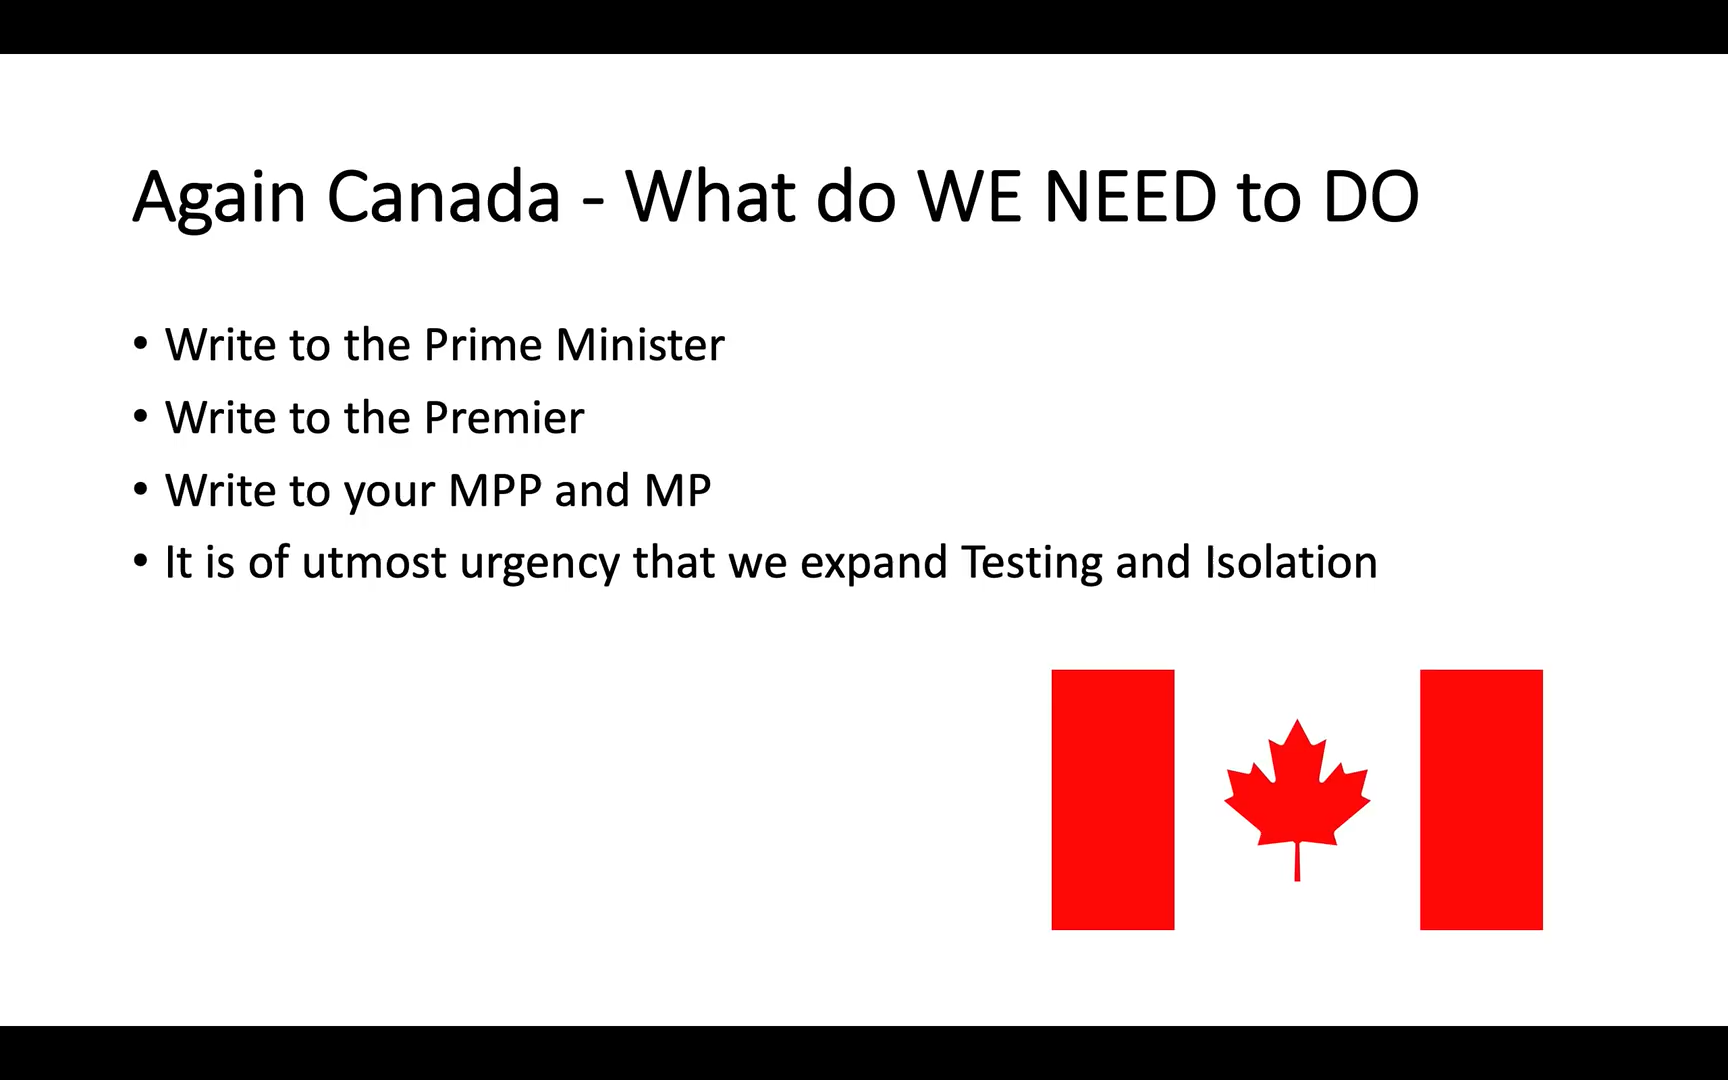 Again Canada - What do WE NEED to DO
• Write to the Prime Minister
• Write to the Premier
• Write to your MPP and MP
• It is of utmost urgency that we expand Testing and Isolation